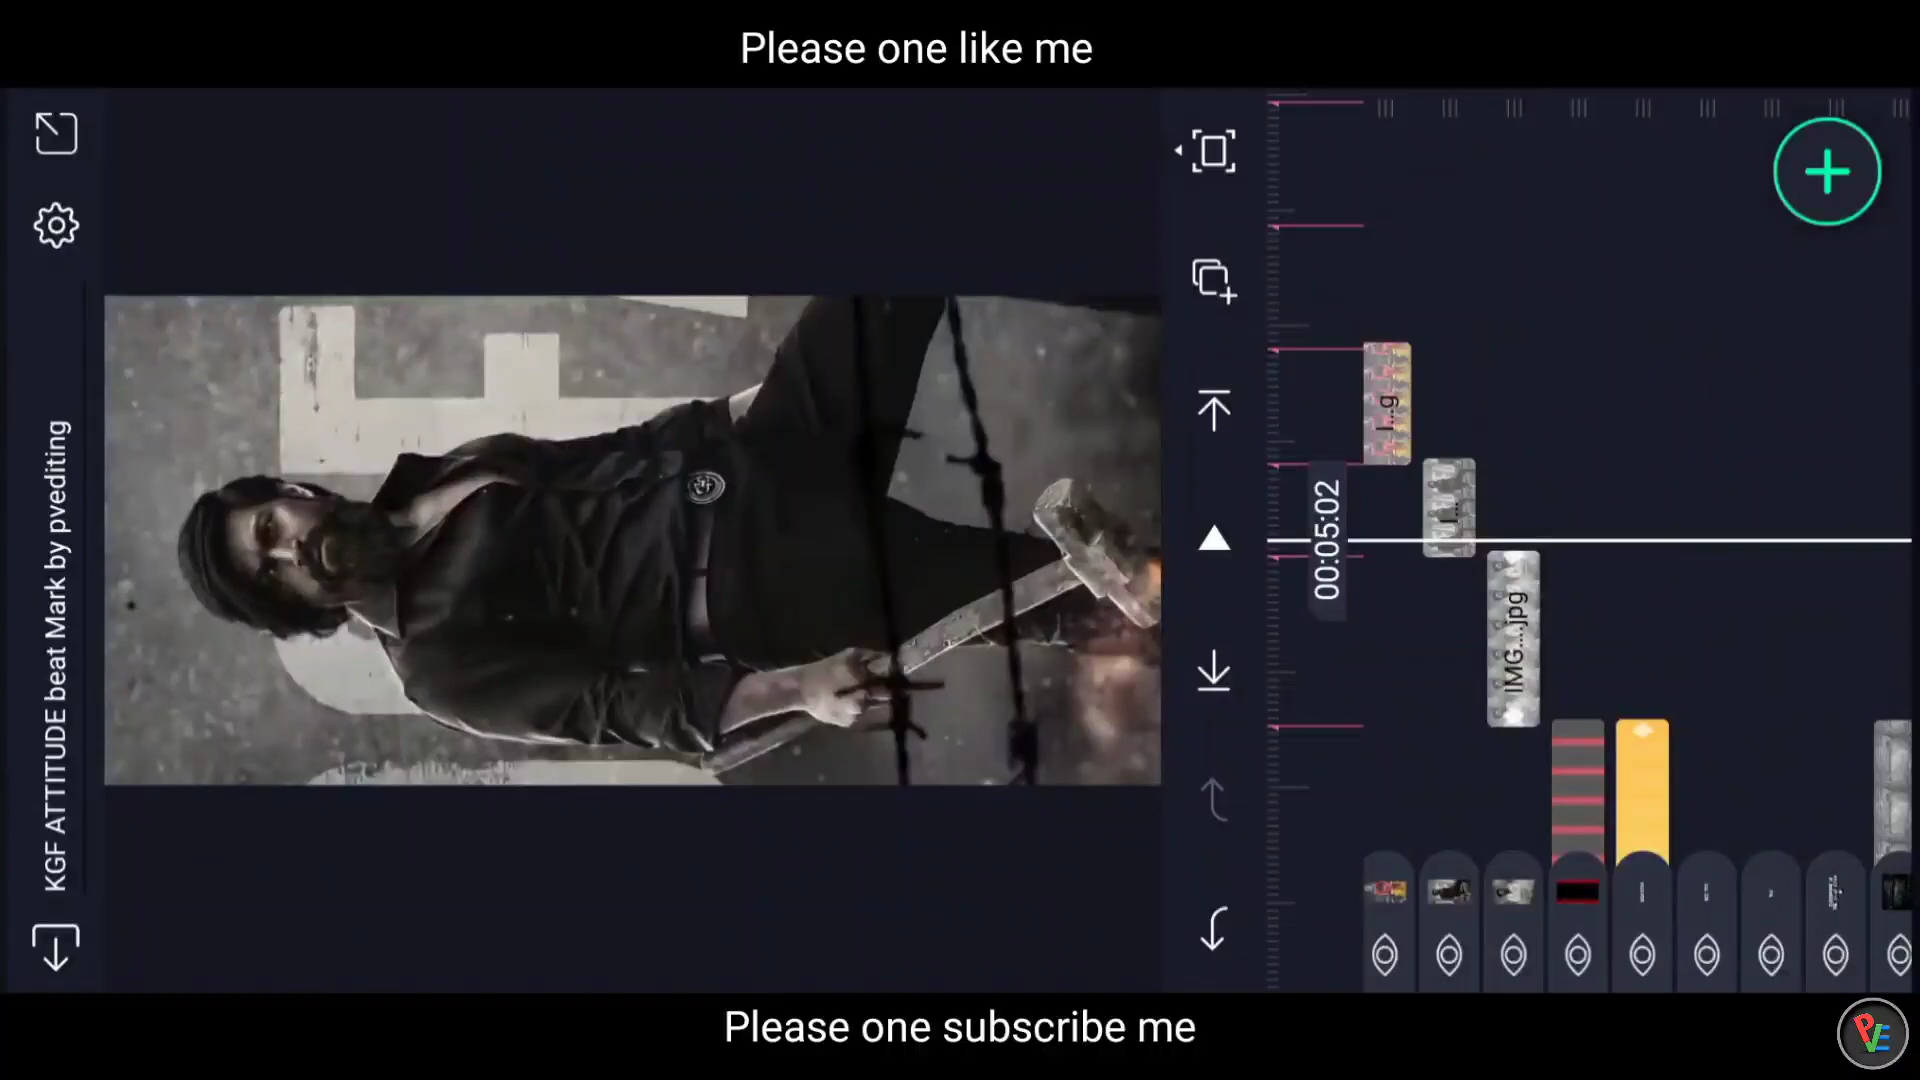 Please one like me
KGF ATTITUDE beat Mark by pvediting
00:05:02
I...g
I...
IMG...jpg
Please one subscribe me
PVE